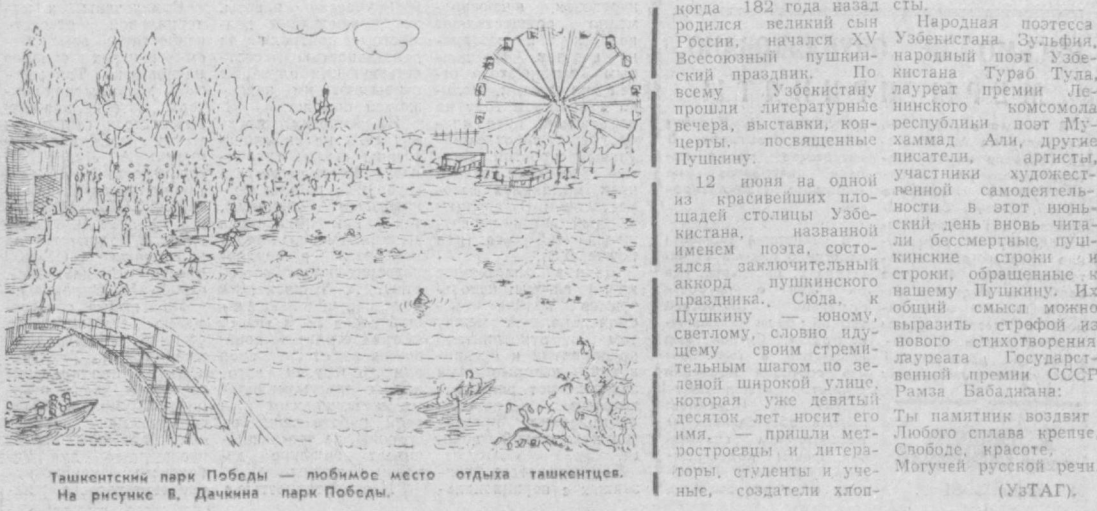 Ташкентский парк Победы — любимое место отдыха ташкентцев.
На рисунке В. Дачкина парк Победы.
когда 182 года назад
родился великий сын
России, начался XV
Всесоюзный пушкин-
ский праздник. По
всему Узбекистану
прошли литературные
вечера, выставки, кон-
церты, посвященные
Пушкину.
12 июня на одной
из красивейших пло-
щадей столицы Узбе-
кистана, названной
именем поэта, состо-
ялся заключительный
аккорд пушкинского
праздника. Сюда, к
Пушкину — юному,
светлому, словно иду-
щему своим стреми-
тельным шагом по зе-
леной широкой улице,
которая уже девятый
десяток лет носит его
имя, — пришли мет-
ростроевцы и литера-
торы, студенты и уче-
ные, создатели хлоп-
сты.
Народная поэтесса
Узбекистана Зульфия,
народный поэт Узбе-
кистана Тураб Тула,
лауреат премии Ле-
нинского комсомола
республики поэт Му-
хаммад Али, другие
писатели, артисты,
участники художест-
венной самодеятель-
ности в этот июнь-
ский день вновь чита-
ли бессмертные пуш-
кинские строки и
строки, обращенные к
нашему Пушкину. Их
общий смысл можно
выразить строфой из
нового стихотворения
лауреата Государст-
венной премии СССР
Рамза Бабаджана:
Ты памятник воздвиг
Любого сплава крепче,
Свободе, красоте,
Могучей русской речи
(УзТАГ).